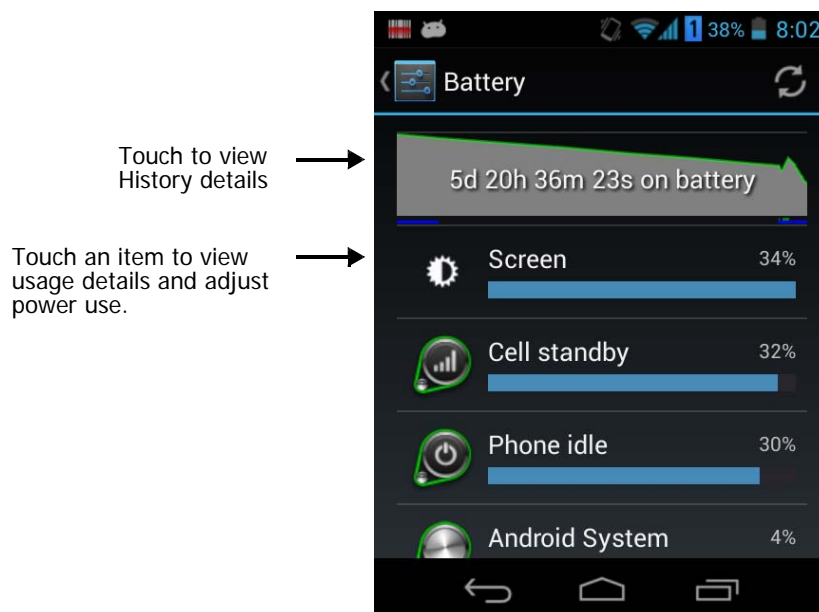 1 38% 8:02
Battery
Touch to view
History details
5d 20h 36m 23s on battery
Touch an item to view
usage details and adjust
power use.
Screen 34%
Cell standby 32%
Phone idle 30%
Android System 4%